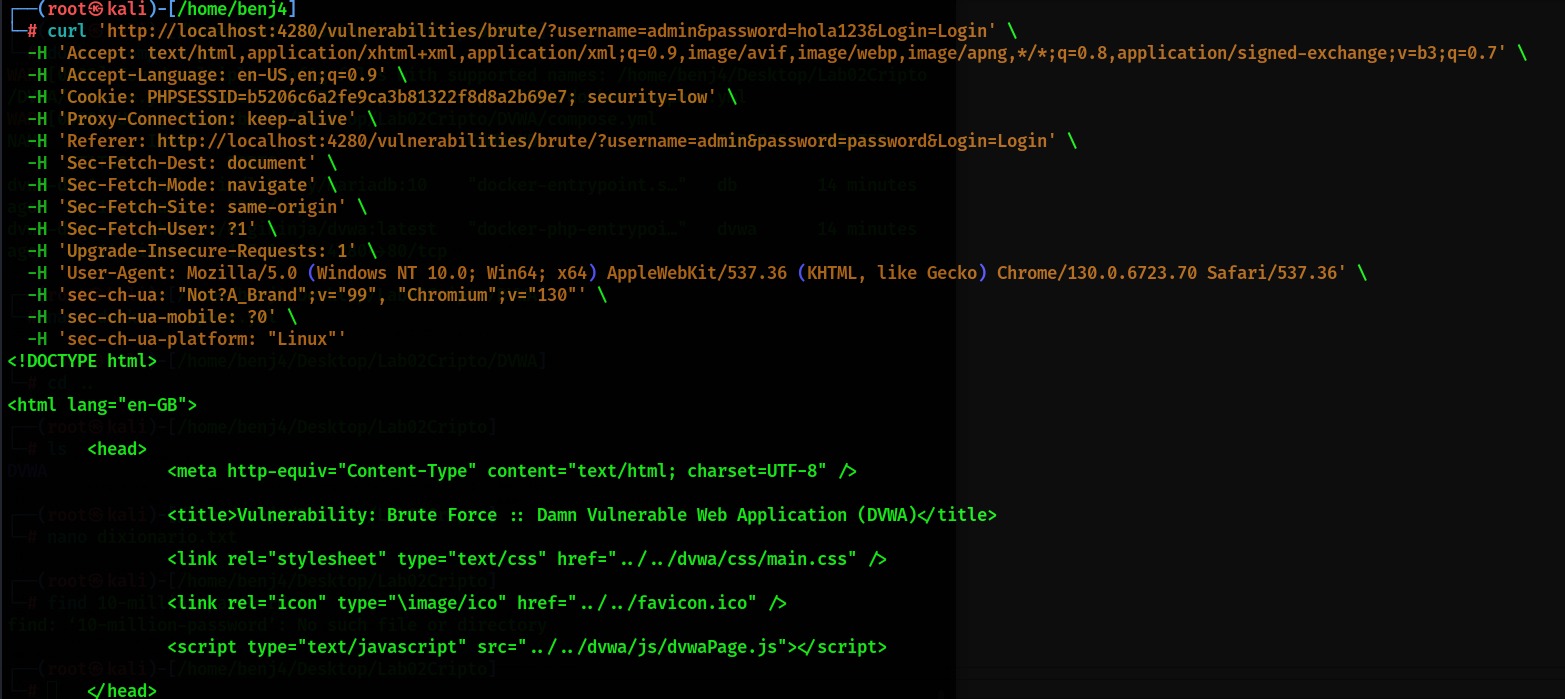 ┌──(root㉿kali)-[/home/benj4]
└─# curl 'http://localhost:4280/vulnerabilities/brute/?username=admin&password=hola123&Login=Login' \
-H 'Accept: text/html,application/xhtml+xml,application/xml;q=0.9,image/avif,image/webp,image/apng,*/*;q=0.8,application/signed-exchange;v=b3;q=0.7' \
-H 'Accept-Language: en-US,en;q=0.9' \
-H 'Cookie: PHPSESSID=b5206c6a2fe9ca3b81322f8d8a2b69e7; security=low' \
-H 'Proxy-Connection: keep-alive' \
-H 'Referer: http://localhost:4280/vulnerabilities/brute/?username=admin&password=password&Login=Login' \
-H 'Sec-Fetch-Dest: document' \
-H 'Sec-Fetch-Mode: navigate' \
-H 'Sec-Fetch-Site: same-origin' \
-H 'Sec-Fetch-User: ?1' \
-H 'Upgrade-Insecure-Requests: 1' \
-H 'User-Agent: Mozilla/5.0 (Windows NT 10.0; Win64; x64) AppleWebKit/537.36 (KHTML, like Gecko) Chrome/130.0.6723.70 Safari/537.36' \
-H 'sec-ch-ua: "Not?A_Brand";v="99", "Chromium";v="130"' \
-H 'sec-ch-ua-mobile: ?0' \
-H 'sec-ch-ua-platform: "Linux"'
<!DOCTYPE html>
<html lang="en-GB">
<head>
<meta http-equiv="Content-Type" content="text/html; charset=UTF-8" />
<title>Vulnerability: Brute Force :: Damn Vulnerable Web Application (DVWA)</title>
<link rel="stylesheet" type="text/css" href="../../dvwa/css/main.css" />
<link rel="icon" type="\image/ico" href="../../favicon.ico" />
<script type="text/javascript" src="../../dvwa/js/dvwaPage.js"></script>
</head>